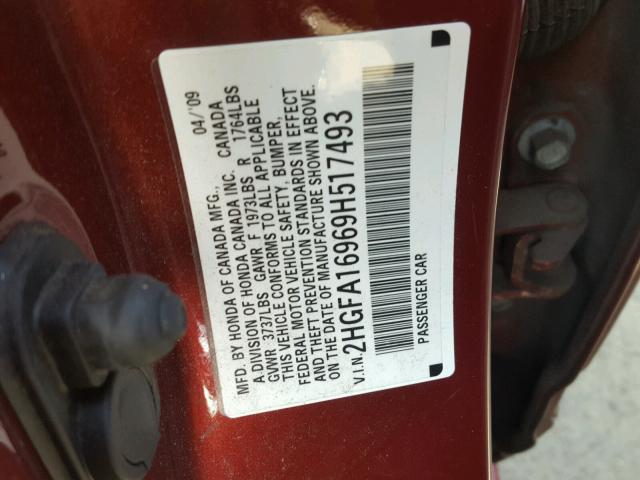 MFD. BY HONDA OF CANADA MFG., 04/'09
A DIVISION OF HONDA CANADA INC. CANADA
GVWR 3737LBS GAWR F 1973LBS R 1764LBS
THIS VEHICLE CONFORMS TO ALL APPLICABLE
FEDERAL MOTOR VEHICLE SAFETY, BUMPER,
AND THEFT PREVENTION STANDARDS IN EFFECT
ON THE DATE OF MANUFACTURE SHOWN ABOVE.
V.I.N. 2HGFA16969H517493
PASSENGER CAR